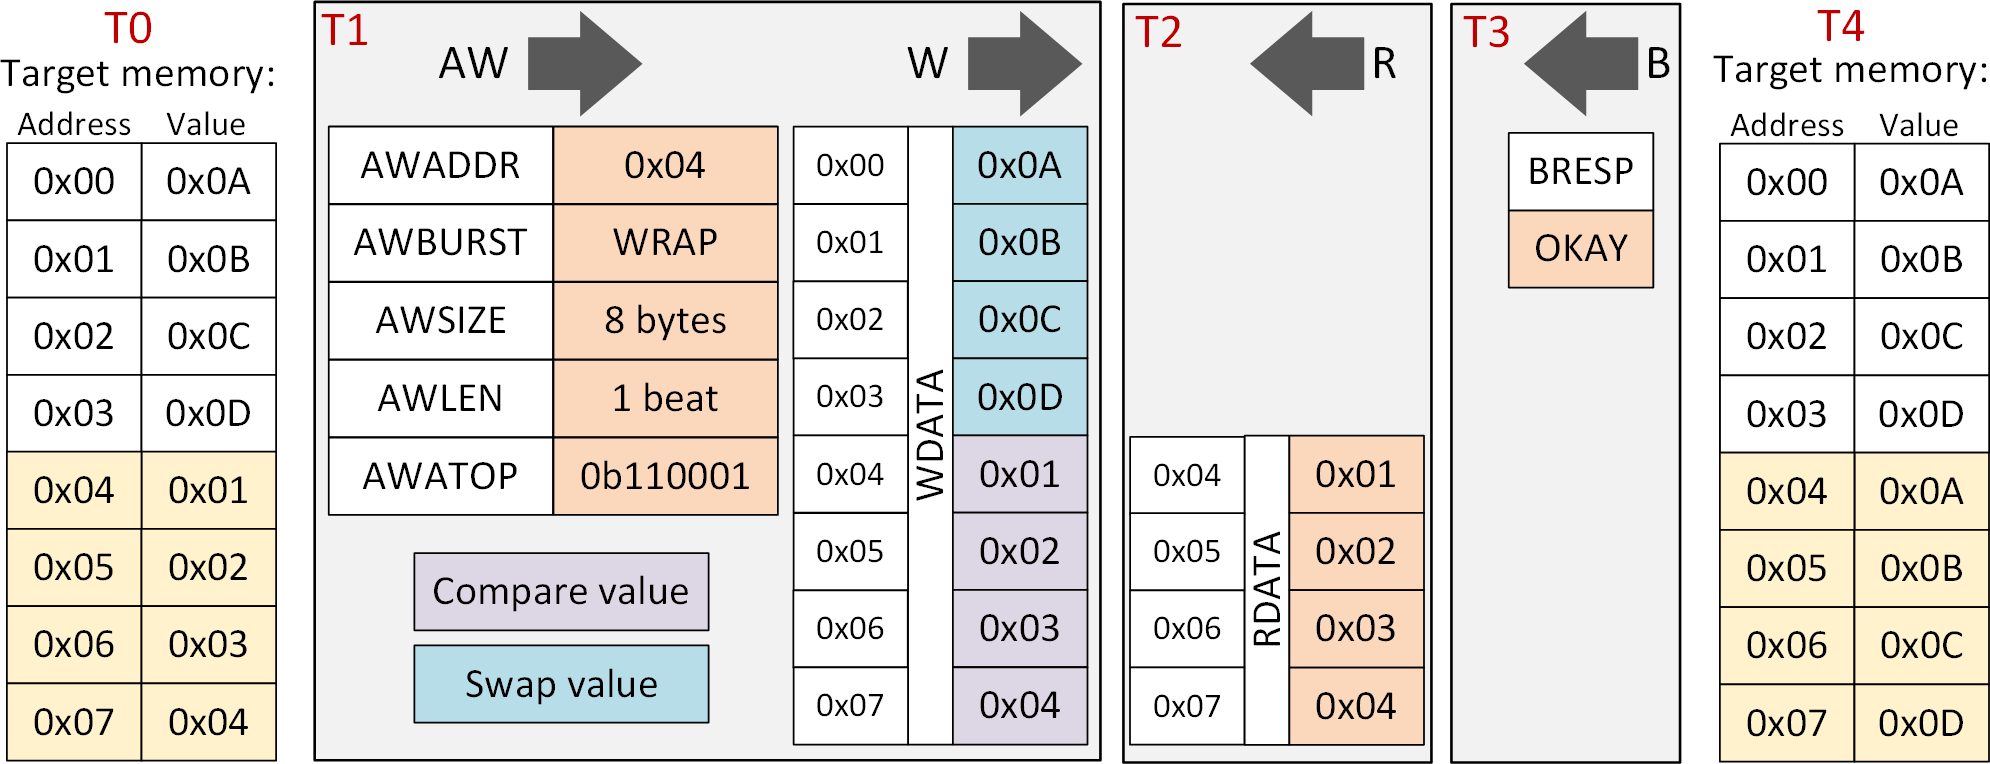 T0
Target memory:
Address Value
0x00 0x0A
0x01 0x0B
0x02 0x0C
0x03 0x0D
0x04 0x01
0x05 0x02
0x06 0x03
0x07 0x04
T1
AW
W
AWADDR 0x04
AWBURST WRAP
AWSIZE 8 bytes
AWLEN 1 beat
AWATOP 0b110001
Compare value
Swap value
WDATA
0x00 0x0A
0x01 0x0B
0x02 0x0C
0x03 0x0D
0x04 0x01
0x05 0x02
0x06 0x03
0x07 0x04
T2
R
RDATA
0x04 0x01
0x05 0x02
0x06 0x03
0x07 0x04
T3
B
BRESP
OKAY
T4
Target memory:
Address Value
0x00 0x0A
0x01 0x0B
0x02 0x0C
0x03 0x0D
0x04 0x0A
0x05 0x0B
0x06 0x0C
0x07 0x0D